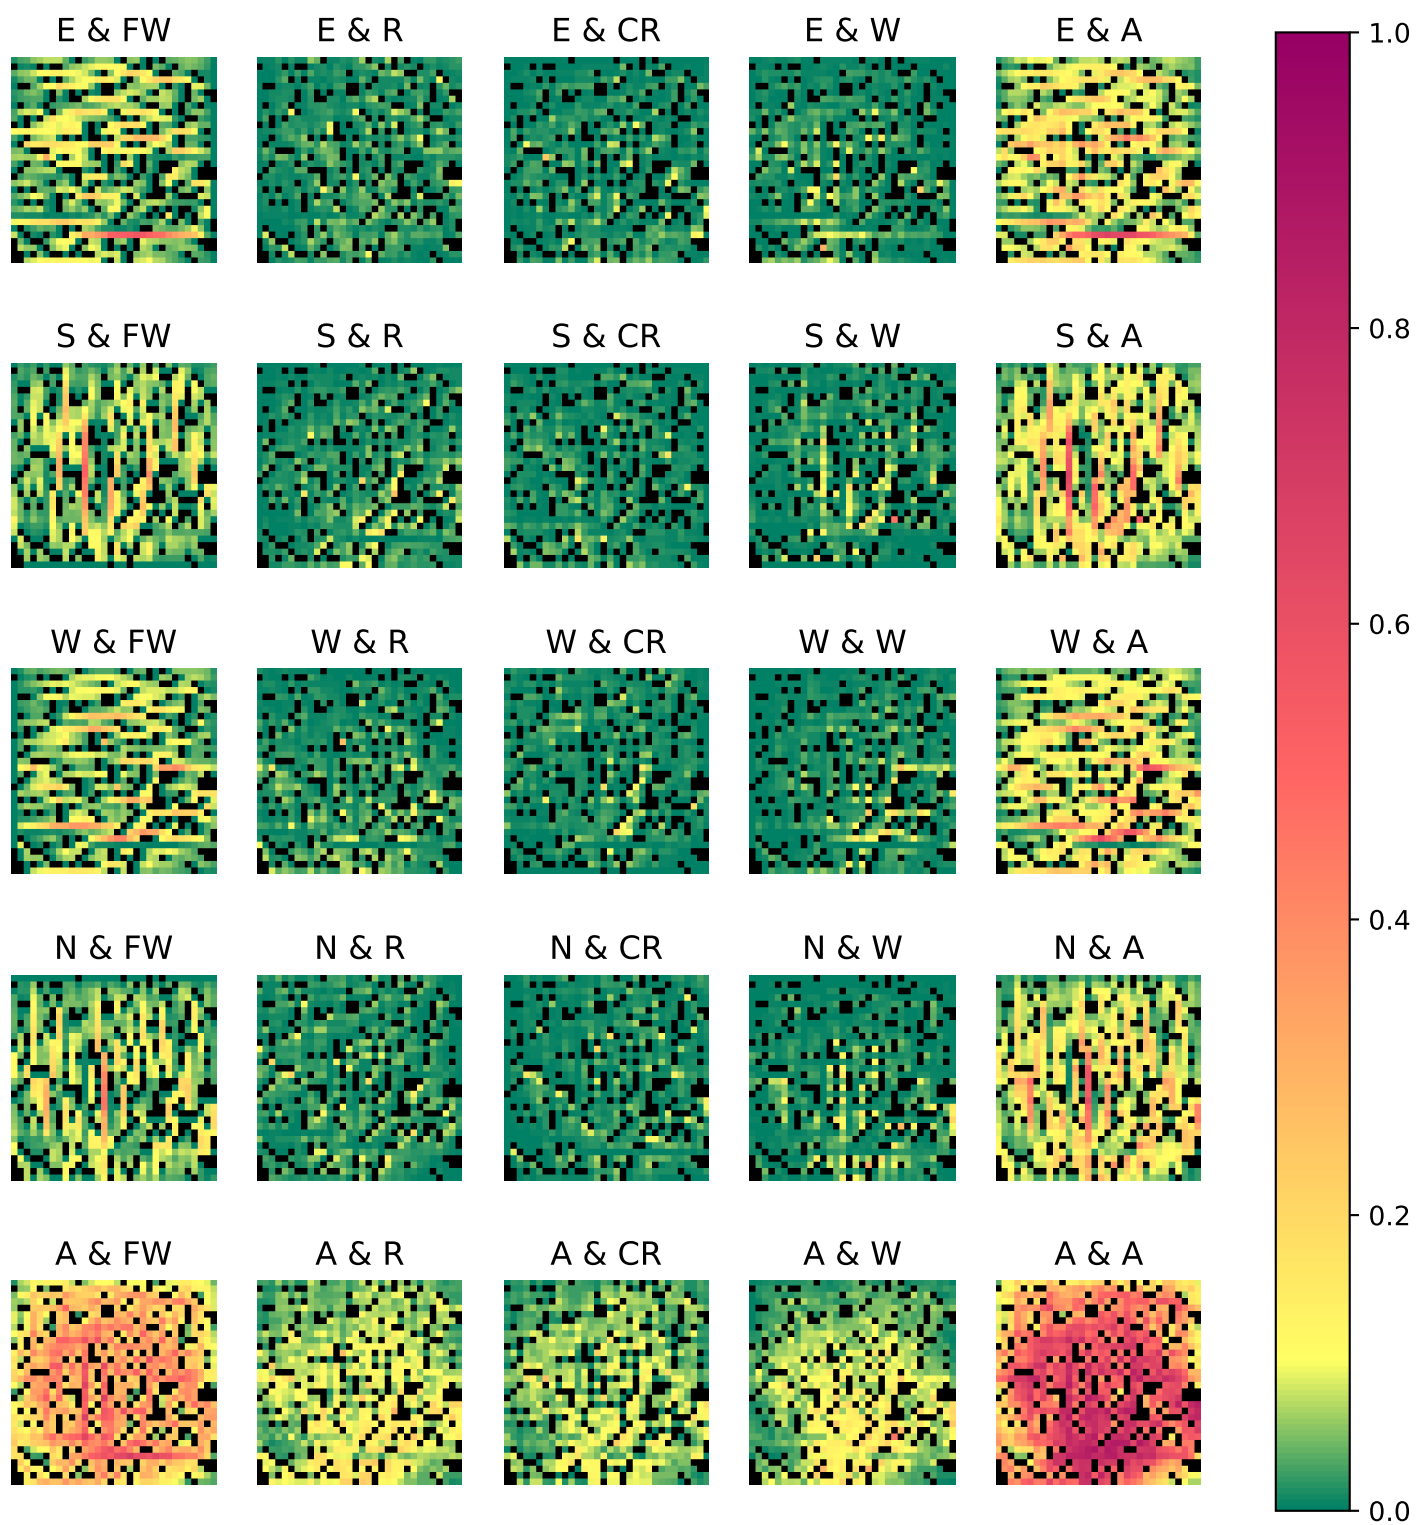 E & FW E & R E & CR E & W E & A
1.0
S & FW S & R S & CR S & W S & A
0.8
W & FW W & R W & CR W & W W & A
0.6
N & FW N & R N & CR N & W N & A
0.4
A & FW A & R A & CR A & W A & A
0.2
0.0